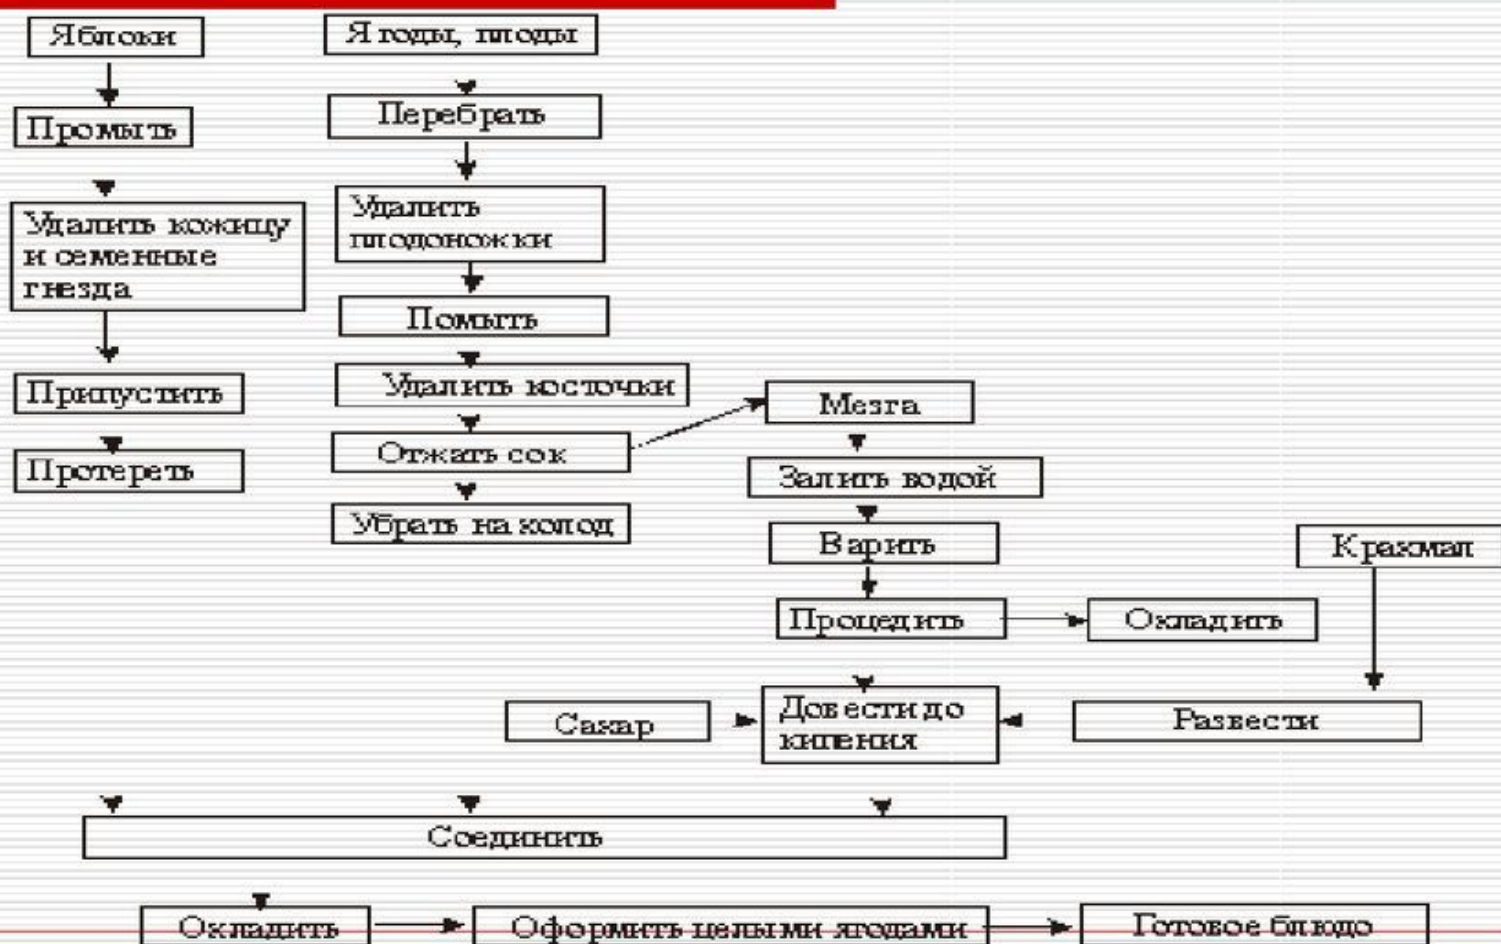 Яблоки
Промыть
Удалить кожицу
и семенные
гнезда
Припустить
Протереть
Ягоды, плоды
Перебрать
Удалить
плодоножки
Помыть
Удалить косточки
Отжать сок
Убрать на холод
Мезга
Залить водой
Варить
Процедить
Охладить
Крахмал
Развести
Сахар
Довести до
кипения
Соединить
Охладить
Оформить целыми ягодами
Готовое блюдо